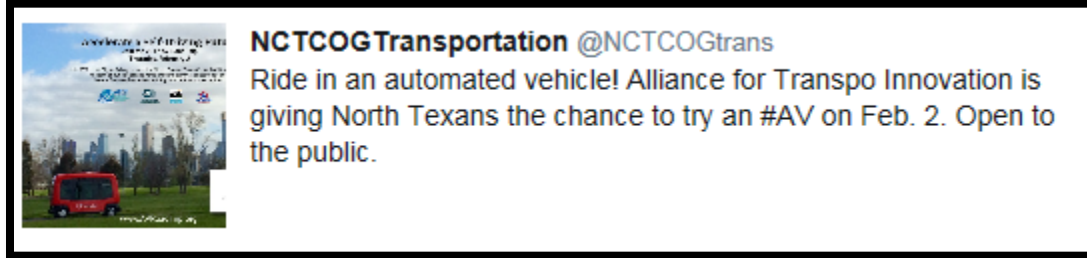 NCTCOGTransportation @NCTCOGtrans
Ride in an automated vehicle! Alliance for Transpo Innovation is
giving North Texans the chance to try an #AV on Feb. 2. Open to
the public.